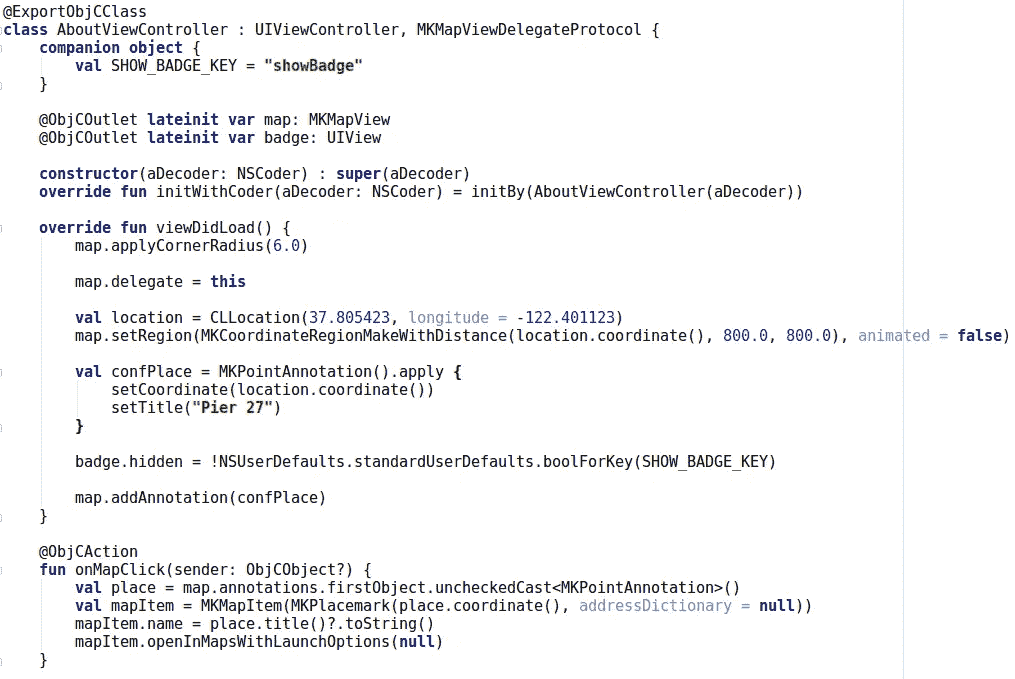 @ExportObjCClass
class AboutViewController : UIViewController, MKMapViewDelegateProtocol {
    companion object {
        val SHOW_BADGE_KEY = "showBadge"
    }

    @ObjCOutlet lateinit var map: MKMapView
    @ObjCOutlet lateinit var badge: UIView

    constructor(aDecoder: NSCoder) : super(aDecoder)
    override fun initWithCoder(aDecoder: NSCoder) = initBy(AboutViewController(aDecoder))

    override fun viewDidLoad() {
        map.applyCornerRadius(6.0)

        map.delegate = this

        val location = CLLocation(37.805423, longitude = -122.401123)
        map.setRegion(MKCoordinateRegionMakeWithDistance(location.coordinate(), 800.0, 800.0), animated = false)

        val confPlace = MKPointAnnotation().apply {
            setCoordinate(location.coordinate())
            setTitle("Pier 27")
        }

        badge.hidden = !NSUserDefaults.standardUserDefaults.boolForKey(SHOW_BADGE_KEY)

        map.addAnnotation(confPlace)
    }

    @ObjCAction
    fun onMapClick(sender: ObjCObject?) {
        val place = map.annotations.firstObject.uncheckedCast<MKPointAnnotation>()
        val mapItem = MKMapItem(MKPlacemark(place.coordinate(), addressDictionary = null))
        mapItem.name = place.title()?.toString()
        mapItem.openInMapsWithLaunchOptions(null)
    }